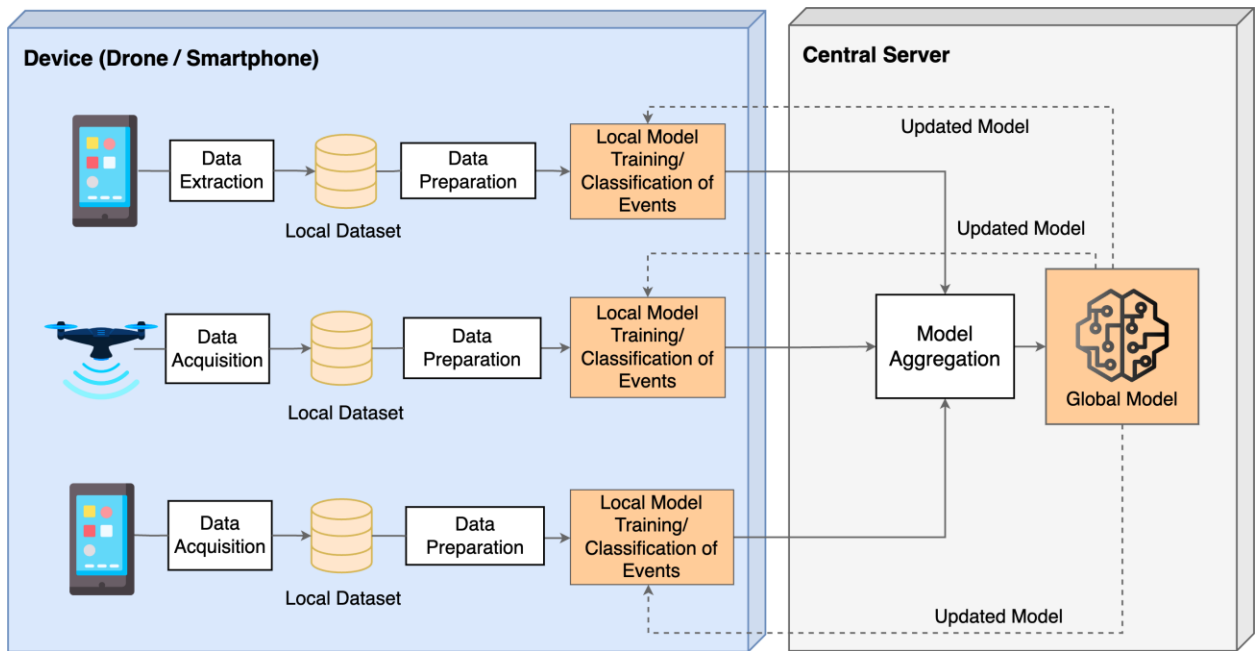 Device (Drone / Smartphone)
Central Server
Updated Model
Data
Extraction
Local Dataset
Data
Preparation
Local Model
Training/
Classification of
Events
Updated Model
Data
Acquisition
Local Dataset
Data
Preparation
Local Model
Training/
Classification of
Events
Model
Aggregation
Global Model
Data
Acquisition
Local Dataset
Data
Preparation
Local Model
Training/
Classification of
Events
Updated Model